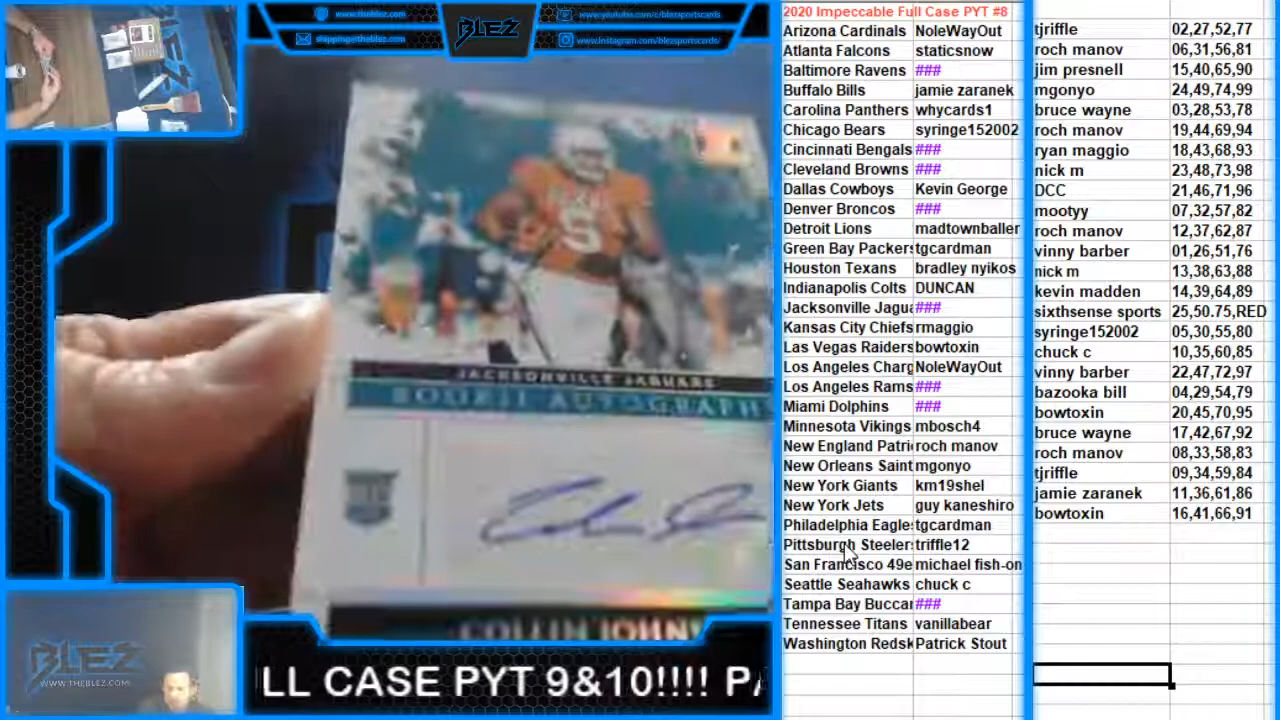 www.theblez.com
www.youtube.com/c/blezsportscards
BLEZ
shipping@theblez.com
www.instagram.com/blezsportscards/
9
JACKSONVILLE JAGUARS
ROOKIE AUTOGRAPH
COLLIN JOHN
BLEZ
WWW.THEBLEZ.COM
LL CASE PYT 9&10!!!! PA
2020 Impeccable Full Case PYT #8
Arizona Cardinals NoleWayOut
Atlanta Falcons staticsnow
Baltimore Ravens ###
Buffalo Bills jamie zaranek
Carolina Panthers whycards1
Chicago Bears syringe152002
Cincinnati Bengals ###
Cleveland Browns ###
Dallas Cowboys Kevin George
Denver Broncos ###
Detroit Lions madtownballer
Green Bay Packers tgcardman
Houston Texans bradley nyikos
Indianapolis Colts DUNCAN
Jacksonville Jagua ###
Kansas City Chiefs rmaggio
Las Vegas Raiders bowtoxin
Los Angeles Charg NoleWayOut
Los Angeles Rams ###
Miami Dolphins ###
Minnesota Vikings mbosch4
New England Patri roch manov
New Orleans Saint mgonyo
New York Giants km19shel
New York Jets guy kaneshiro
Philadelphia Eagles tgcardman
Pittsburgh Steelers triffle12
San Francisco 49e michael fish-on
Seattle Seahawks chuck c
Tampa Bay Buccan ###
Tennessee Titans vanillabear
Washington Redsk Patrick Stout
tjriffle 02,27,52,77
roch manov 06,31,56,81
jim presnell 15,40,65,90
mgonyo 24,49,74,99
bruce wayne 03,28,53,78
roch manov 19,44,69,94
ryan maggio 18,43,68,93
nick m 23,48,73,98
DCC 21,46,71,96
mootyy 07,32,57,82
roch manov 12,37,62,87
vinny barber 01,26,51,76
nick m 13,38,63,88
kevin madden 14,39,64,89
sixthsense sports 25,50.75,RED
syringe152002 05,30,55,80
chuck c 10,35,60,85
vinny barber 22,47,72,97
bazooka bill 04,29,54,79
bowtoxin 20,45,70,95
bruce wayne 17,42,67,92
roch manov 08,33,58,83
tjriffle 09,34,59,84
jamie zaranek 11,36,61,86
bowtoxin 16,41,66,91